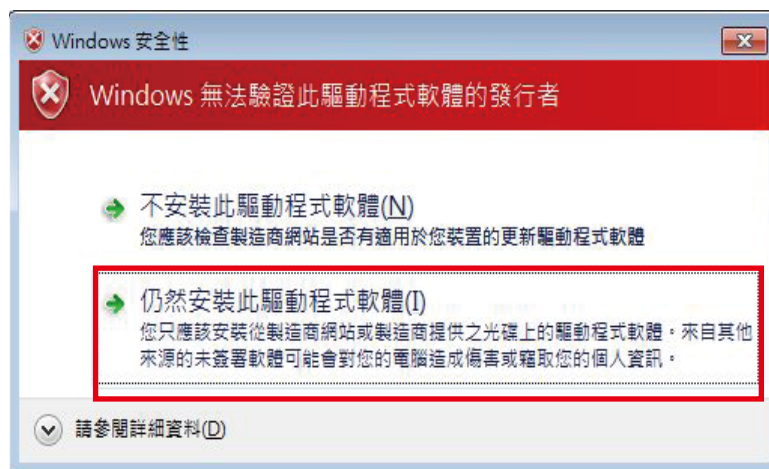 Windows 安全性
Windows 無法驗證此驅動程式軟體的發行者
不安裝此驅動程式軟體(N)
您應該檢查製造商網站是否有適用於您裝置的更新驅動程式軟體
仍然安裝此驅動程式軟體(I)
您只應該安裝從製造商網站或製造商提供之光碟上的驅動程式軟體。來自其他
來源的未簽署軟體可能會對您的電腦造成傷害或竊取您的個人資訊。
請參閱詳細資料(D)